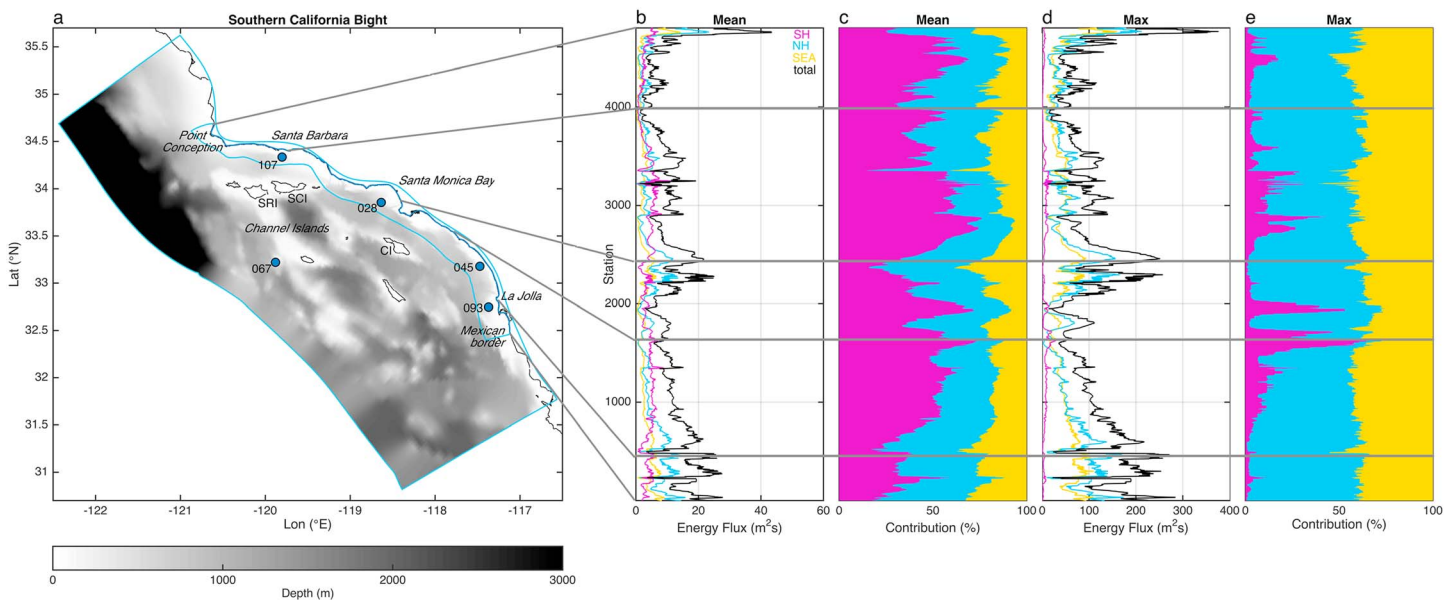 a
Southern California Bight
b
Mean
c
Mean
d
Max
e
Max
35.5
35
34.5
34
33.5
33
32.5
32
31.5
31
Lat (°N)
Point
Conception
Santa Barbara
107
Santa Monica Bay
SRI
SCI
028
Channel Islands
CI
067
045
La Jolla
093
Mexican
border
-122
-121
-120
-119
-118
-117
Lon (°E)
0
1000
2000
3000
Depth (m)
SH
NH
SEA
total
4000
3000
2000
1000
Station
0
20
40
60
Energy Flux (m²s)
0
50
100
Contribution (%)
0
100
200
300
400
Energy Flux (m²s)
0
50
100
Contribution (%)